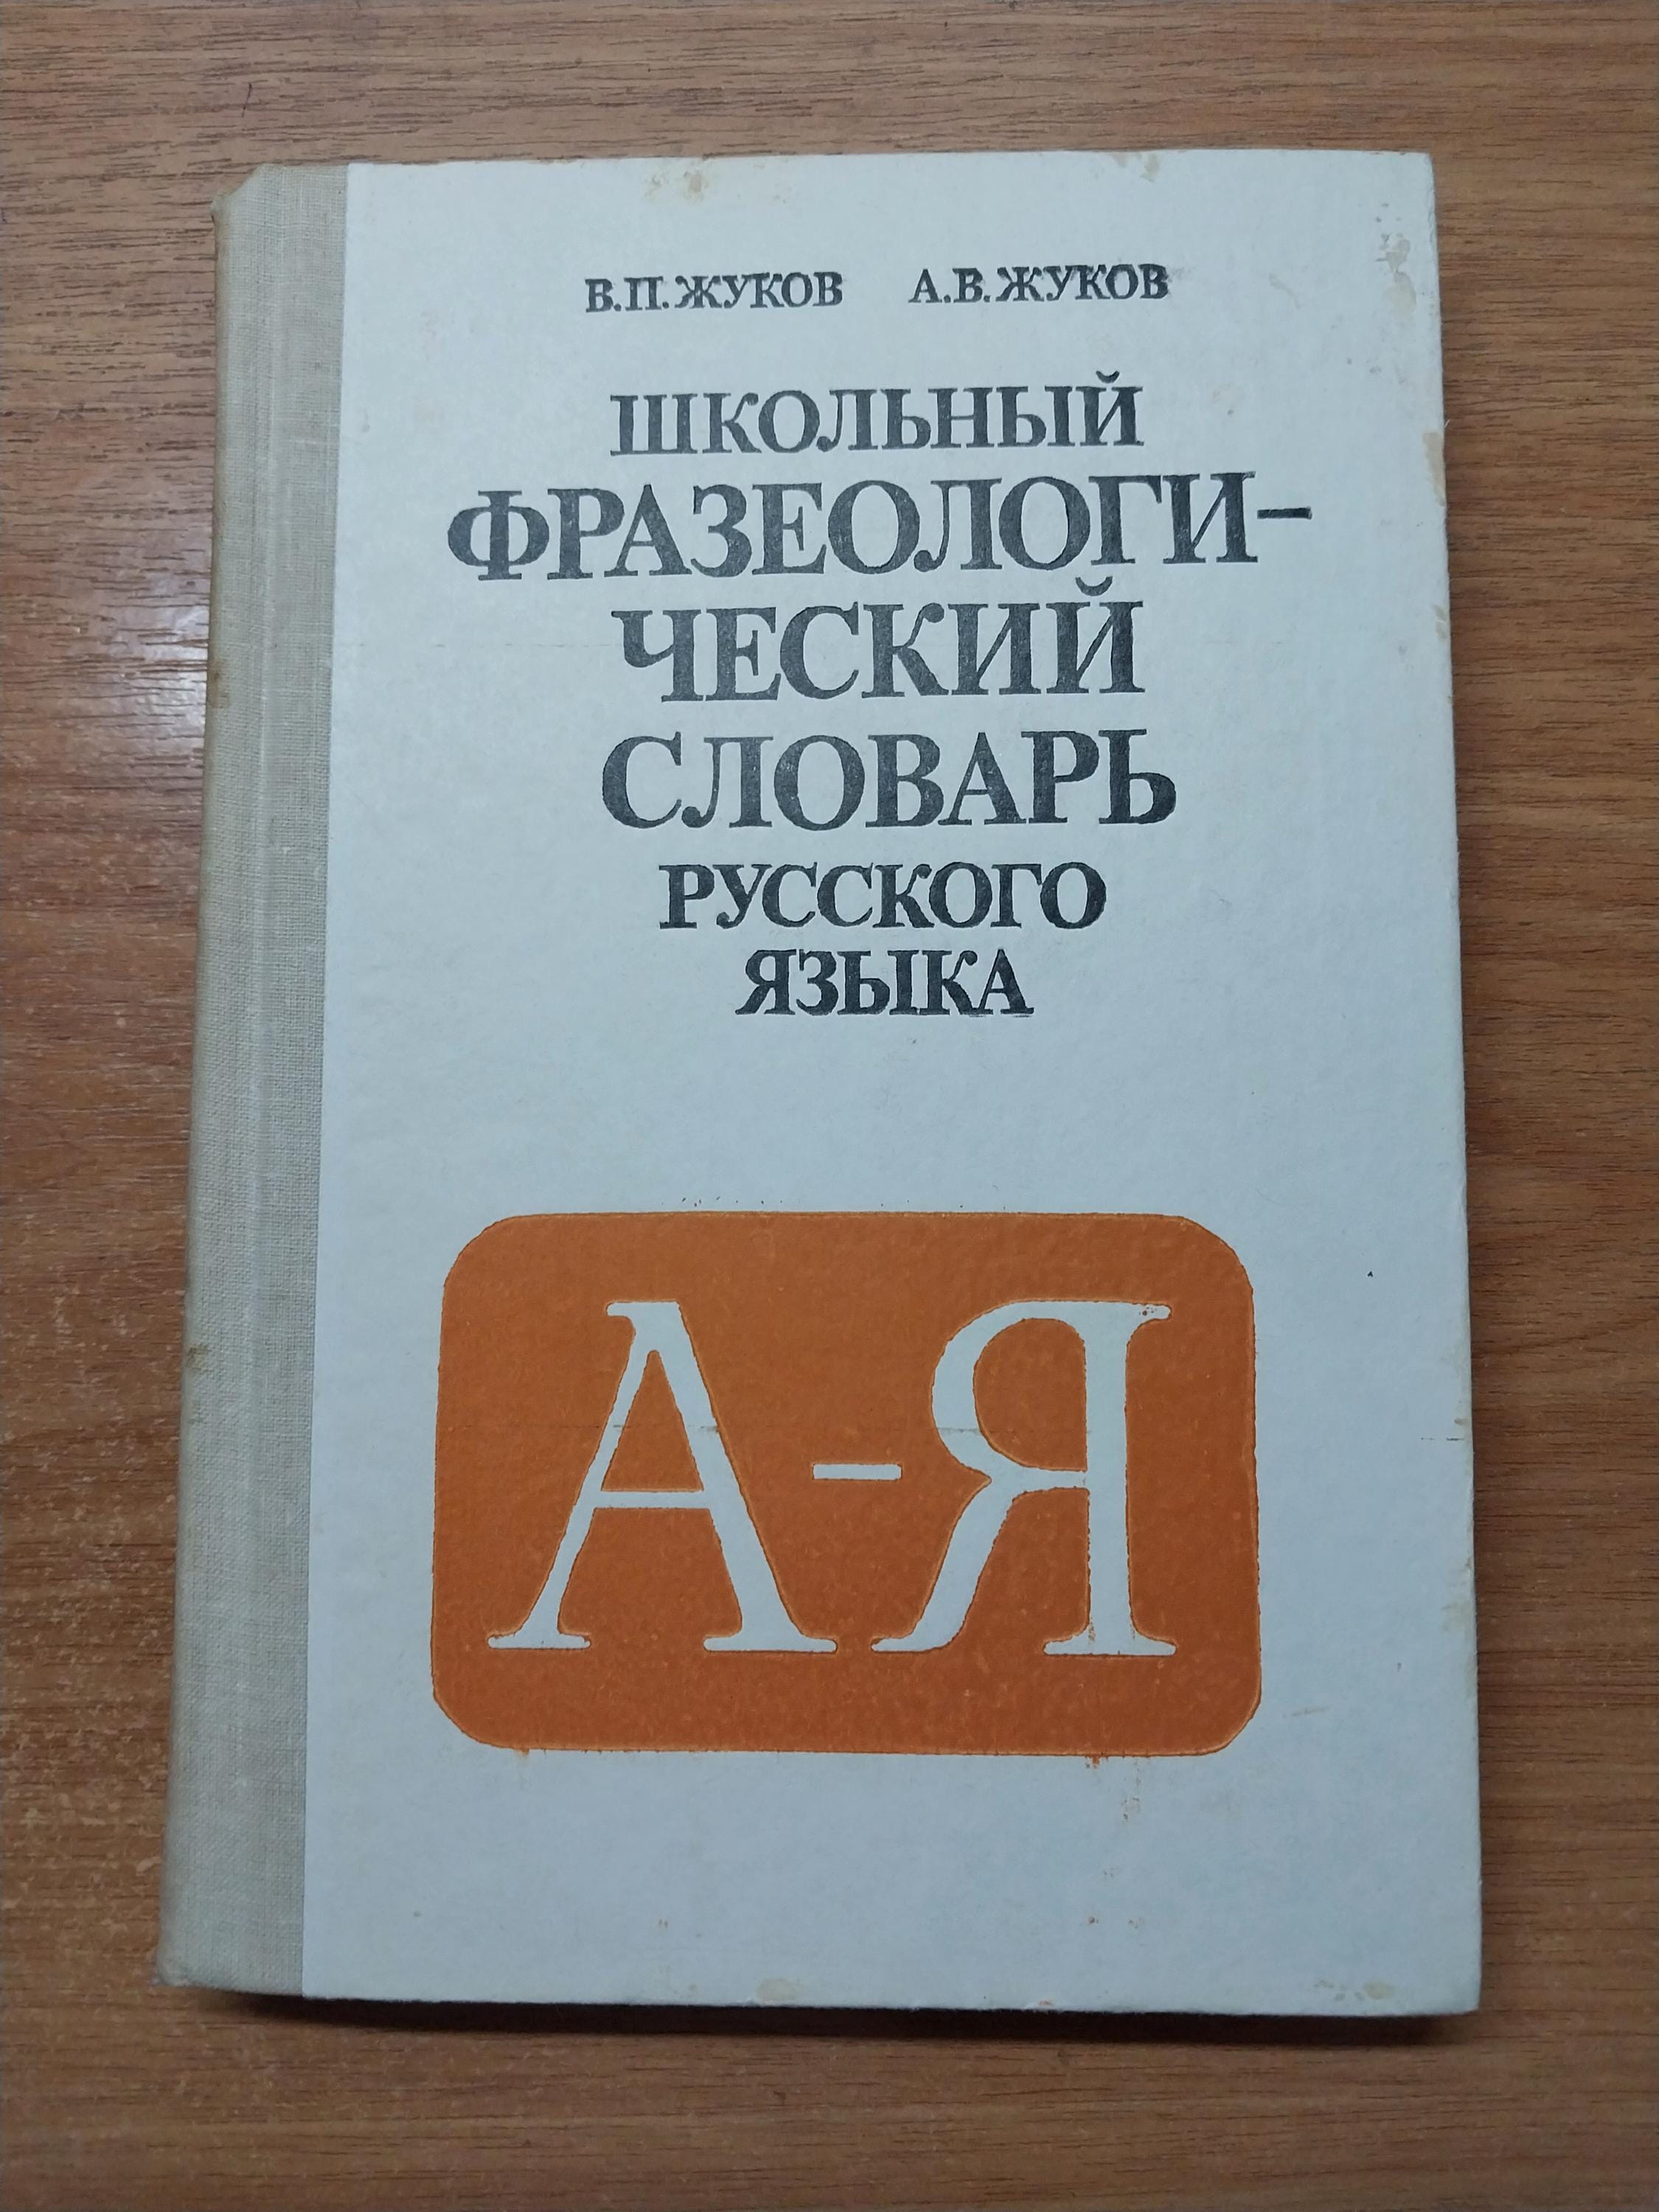 В.П.ЖУКОВ А.В.ЖУКОВ
ШКОЛЬНЫЙ
ФРАЗЕОЛОГИ-
ЧЕСКИЙ
СЛОВАРЬ
РУССКОГО
ЯЗЫКА
А-Я